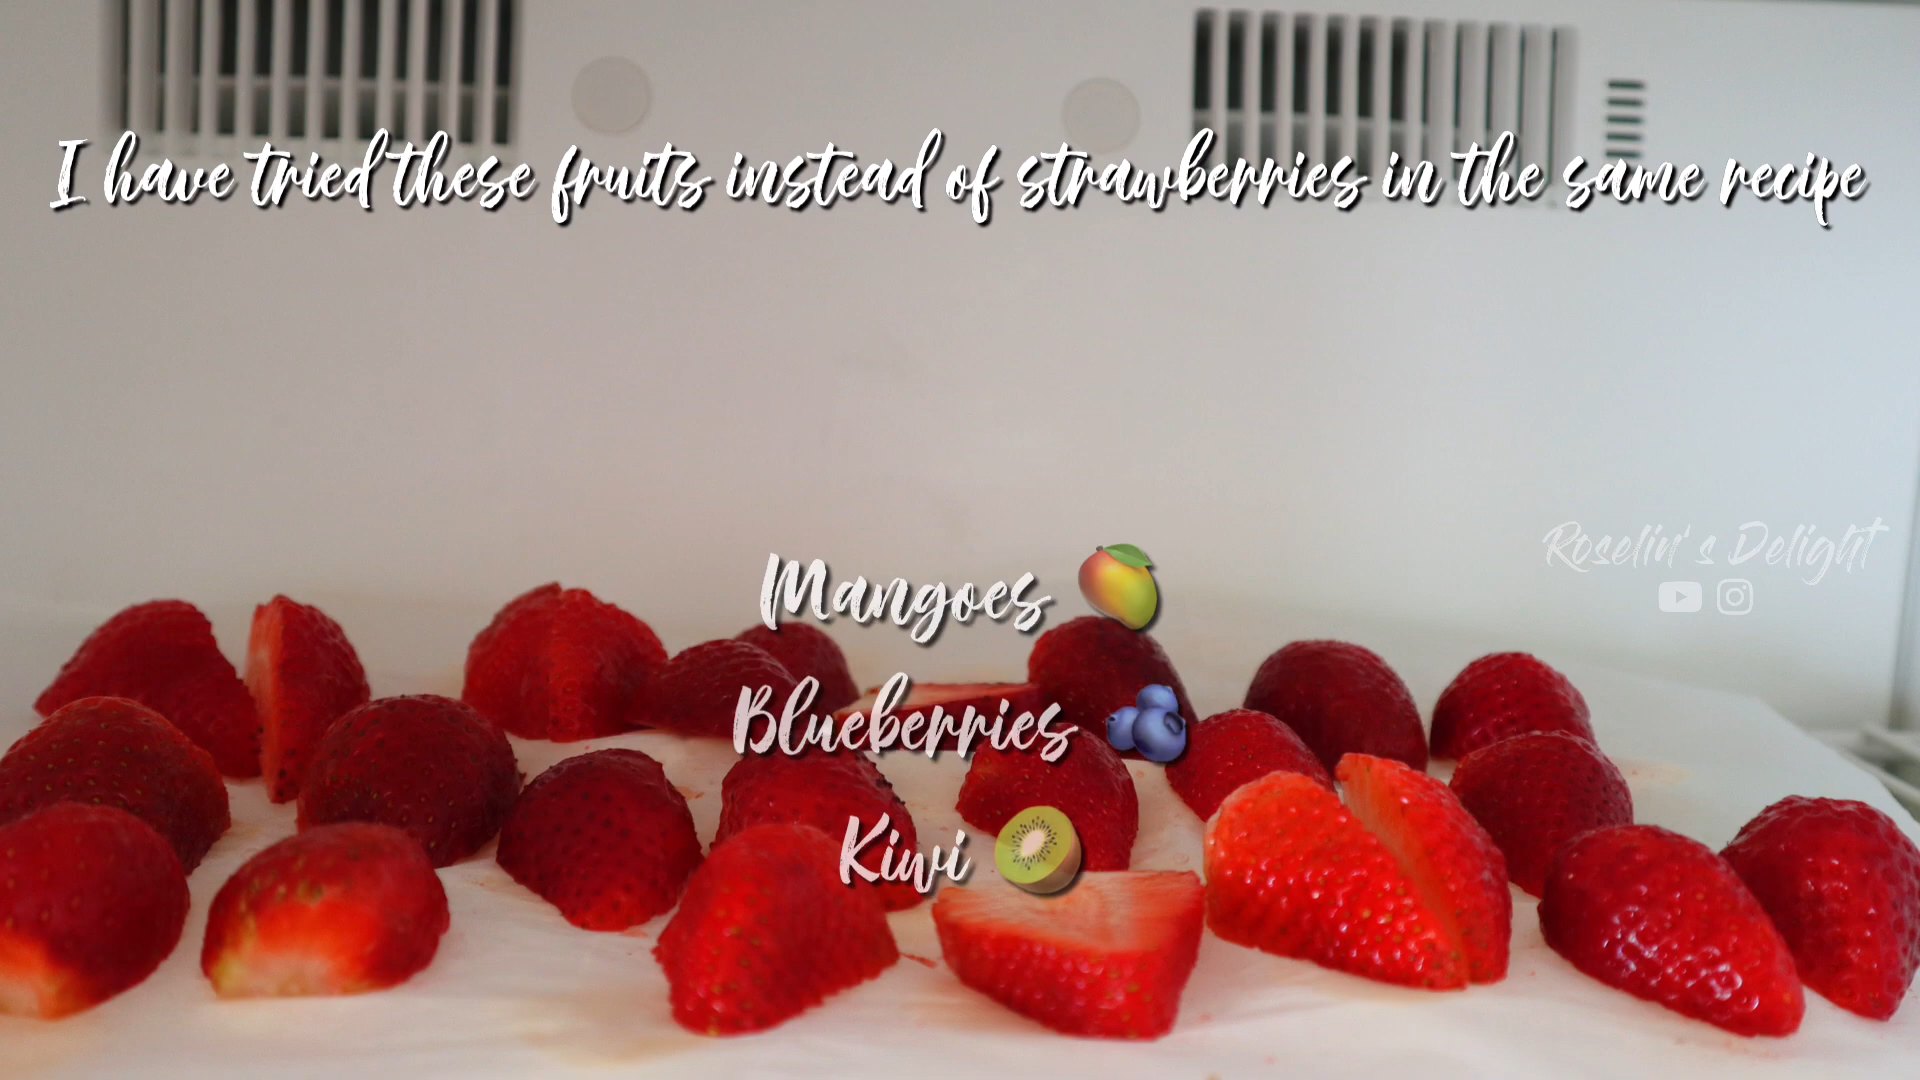 I have tried these fruits instead of strawberries in the same recipe
Roselin's Delight
Mangoes 🥭
Blueberries 🫐
Kiwi 🥝